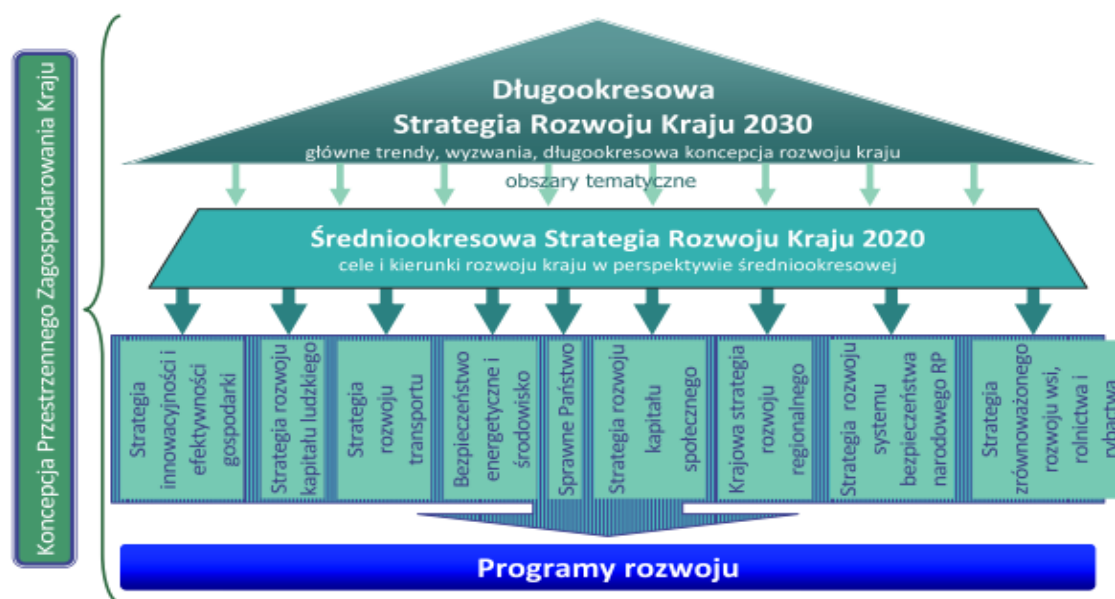 Koncepcja Przestrzennego Zagospodarowania Kraju
Długookresowa
Strategia Rozwoju Kraju 2030
główne trendy, wyzwania, długookresowa koncepcja rozwoju kraju
obszary tematyczne
Średniookresowa Strategia Rozwoju Kraju 2020
cele i kierunki rozwoju kraju w perspektywie średniookresowej
Strategia
innowacyjności i
efektywności
gospodarki
Strategia rozwoju
kapitału ludzkiego
Strategia
rozwoju
transportu
Bezpieczeństwo
energetyczne i
środowisko
Sprawne Państwo
Strategia rozwoju
kapitału
społecznego
Krajowa strategia
rozwoju
regionalnego
Strategia rozwoju
systemu
bezpieczeństwa
narodowego RP
Strategia
zrównoważonego
rozwoju wsi,
rolnictwa i
rybactwa
Programy rozwoju